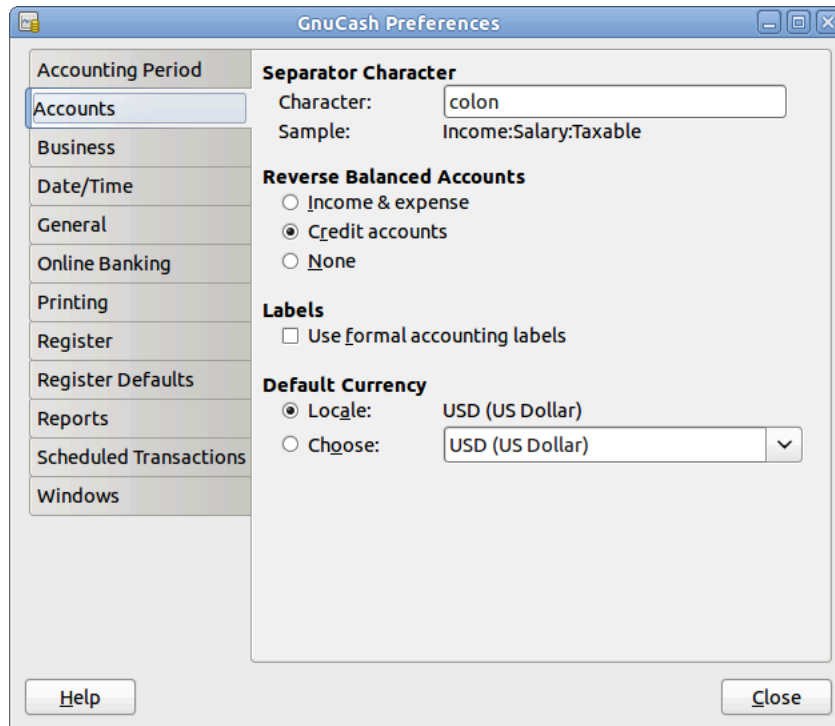 GnuCash Preferences
Accounting Period
Accounts
Business
Date/Time
General
Online Banking
Printing
Register
Register Defaults
Reports
Scheduled Transactions
Windows
Separator Character
Character: colon
Sample: Income:Salary:Taxable
Reverse Balanced Accounts
Income & expense
Credit accounts
None
Labels
Use formal accounting labels
Default Currency
Locale: USD (US Dollar)
Choose: USD (US Dollar)
Help
Close